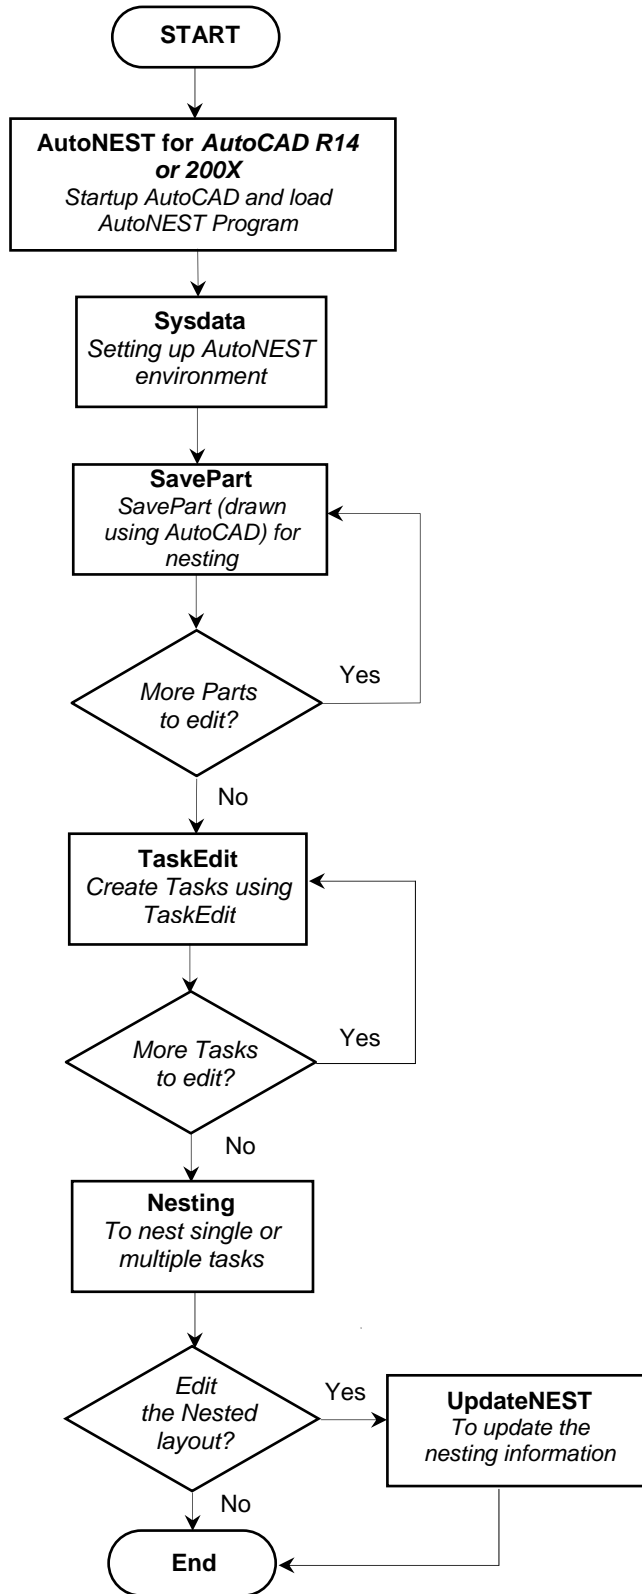 START
AutoNEST for AutoCAD R14
or 200X
Startup AutoCAD and load
AutoNEST Program
Sysdata
Setting up AutoNEST
environment
SavePart
SavePart (drawn
using AutoCAD) for
nesting
More Parts
to edit?
Yes
No
TaskEdit
Create Tasks using
TaskEdit
More Tasks
to edit?
Yes
No
Nesting
To nest single or
multiple tasks
Edit
the Nested
layout?
Yes
No
UpdateNEST
To update the
nesting information
End